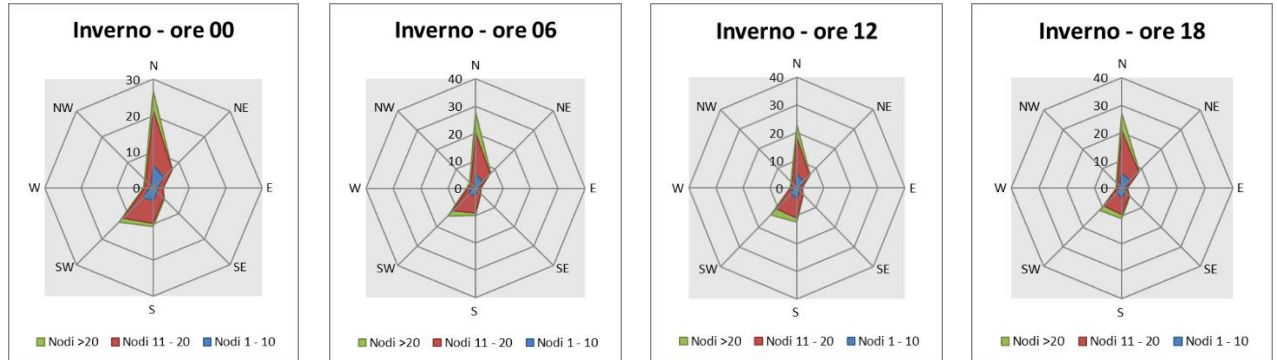 Inverno - ore 00
N
30
NW
NE
20
10
W
0
E
SW
SE
S
Nodi >20 Nodi 11 - 20 Nodi 1 - 10
Inverno - ore 06
N
40
NW
NE
30
20
10
W
0
E
SW
SE
S
Nodi >20 Nodi 11 - 20 Nodi 1 - 10
Inverno - ore 12
N
40
NW
NE
30
20
10
W
0
E
SW
SE
S
Nodi >20 Nodi 11 - 20 Nodi 1 - 10
Inverno - ore 18
N
40
NW
NE
30
20
10
W
0
E
SW
SE
S
Nodi >20 Nodi 11 - 20 Nodi 1 - 10